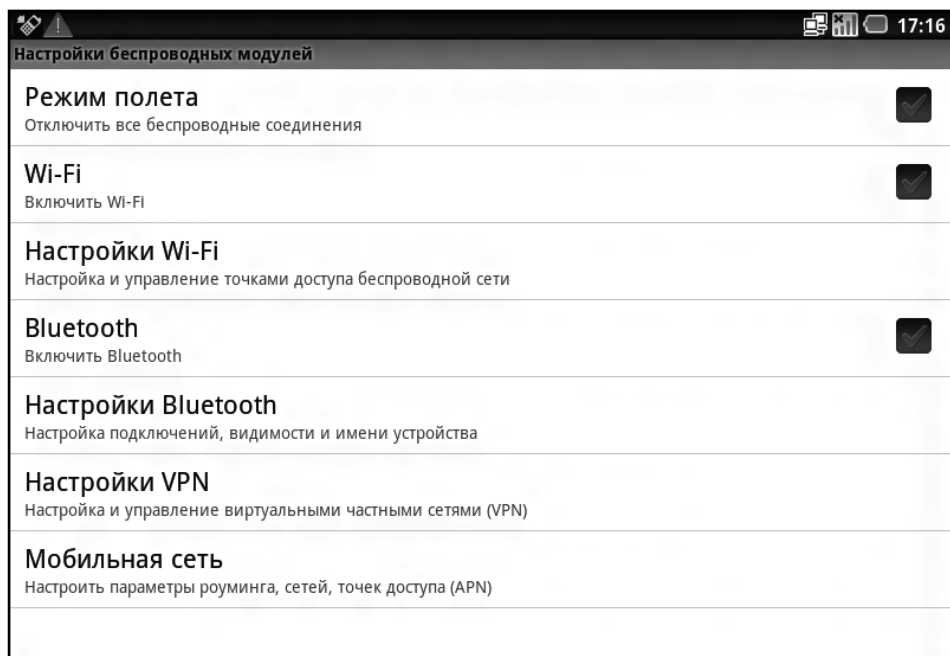 17:16
Настройки беспроводных модулей
Режим полета
Отключить все беспроводные соединения
Wi-Fi
Включить Wi-Fi
Настройки Wi-Fi
Настройка и управление точками доступа беспроводной сети
Bluetooth
Включить Bluetooth
Настройки Bluetooth
Настройка подключений, видимости и имени устройства
Настройки VPN
Настройка и управление виртуальными частными сетями (VPN)
Мобильная сеть
Настроить параметры роуминга, сетей, точек доступа (APN)